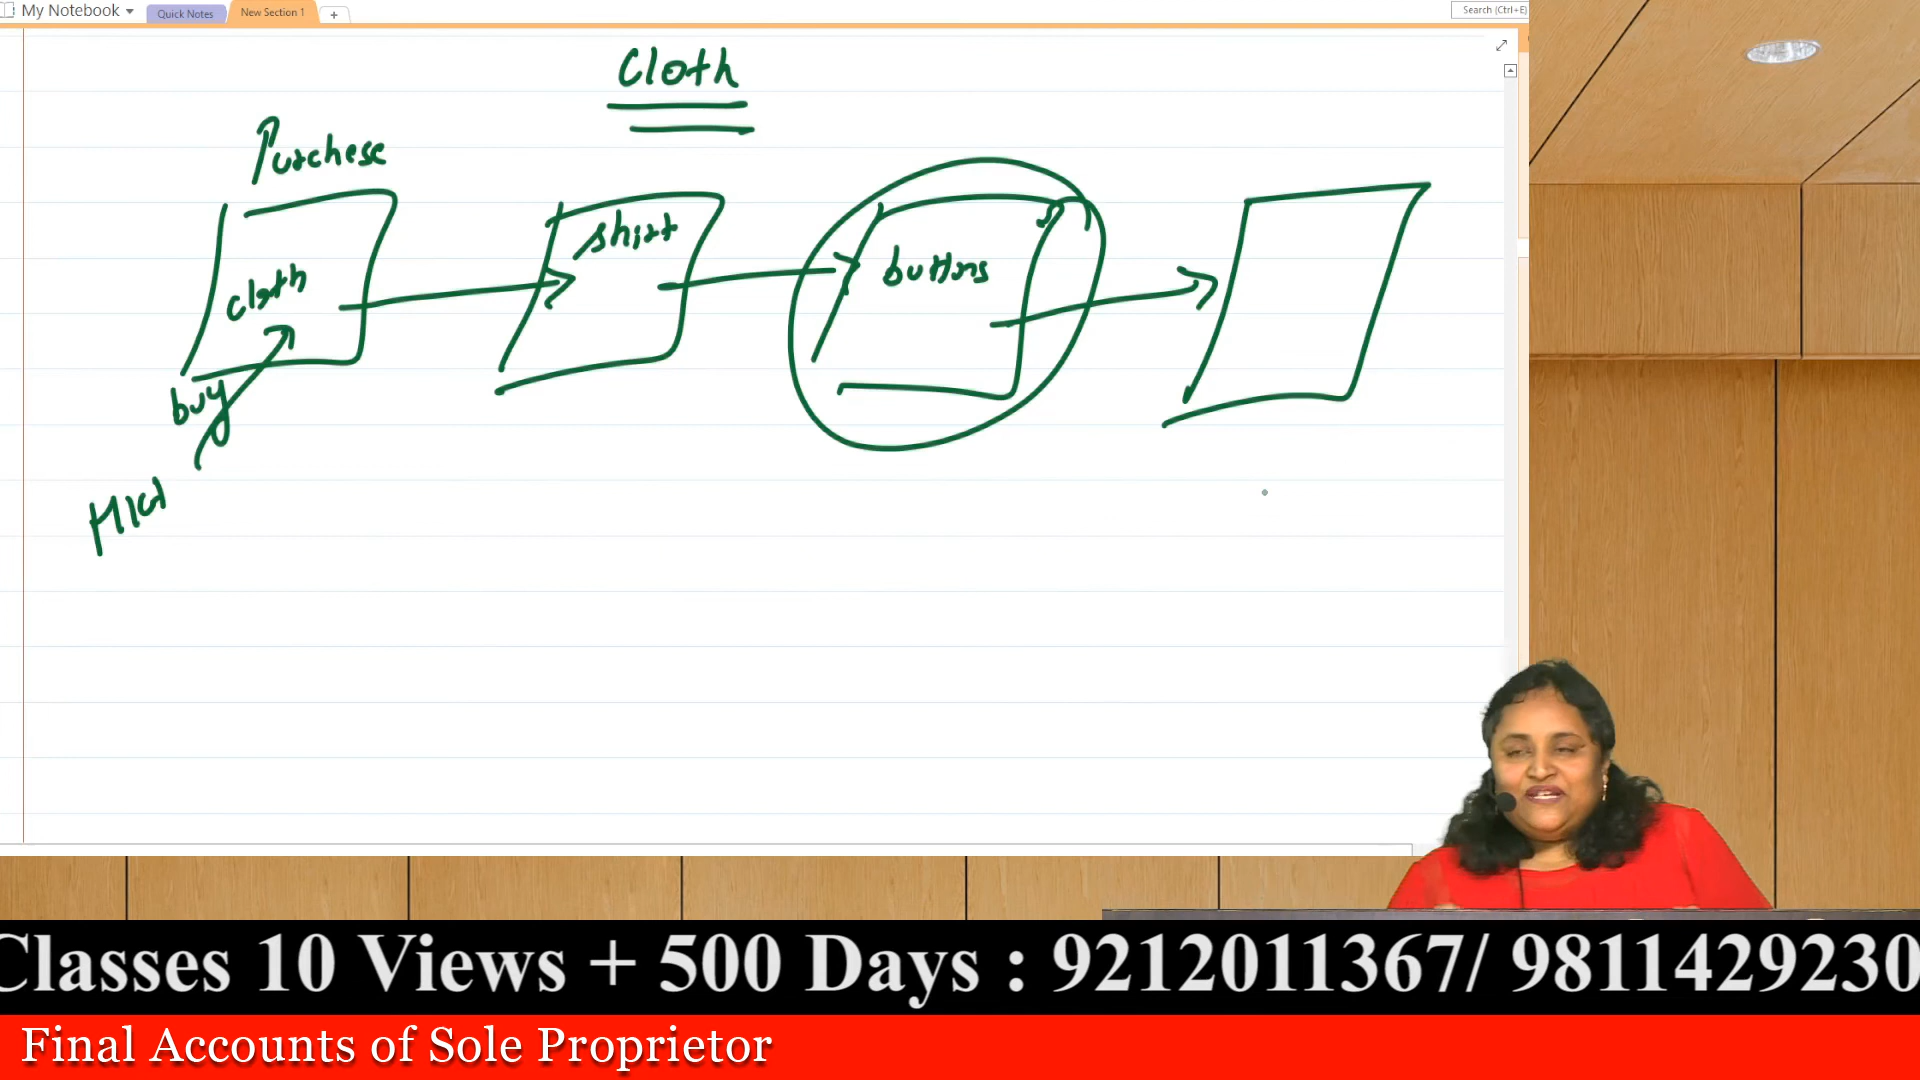 My Notebook
Quick Notes
New Section 1
+
Search (Ctrl+E)
Cloth
Purchese
cloth
shirt
buttons
buy
Classes 10 Views + 500 Days : 9212011367/ 9811429230
Final Accounts of Sole Proprietor